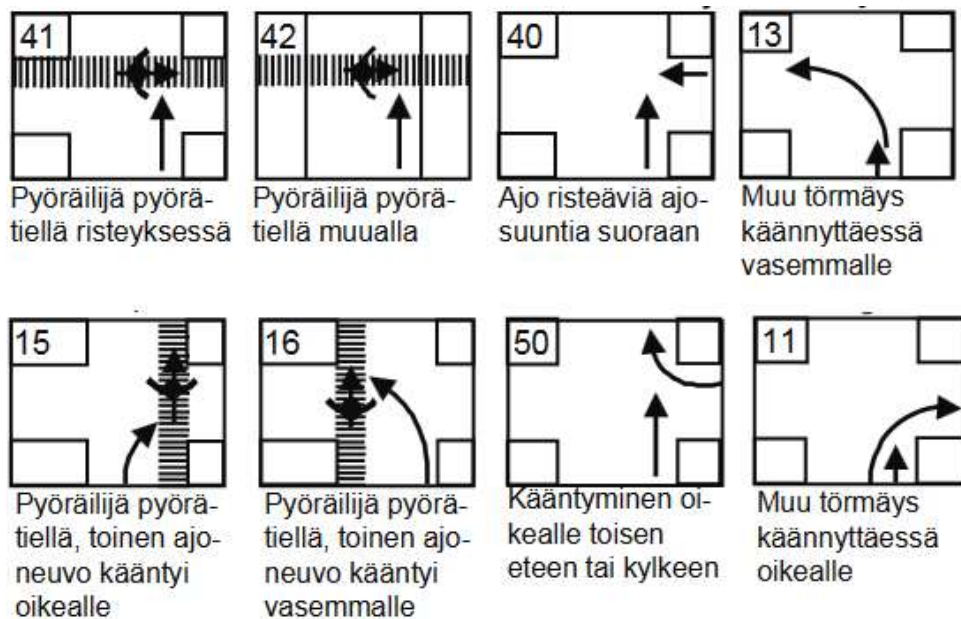 41
Pyöräilijä pyörä-
tiellä risteyksessä
42
Pyöräilijä pyörä-
tiellä muualla
40
Ajo risteäviä ajo-
suuntia suoraan
13
Muu törmäys
käännyttäessä
vasemmalle
15
Pyöräilijä pyörä-
tiellä, toinen ajo-
neuvo kääntyi
oikealle
16
Pyöräilijä pyörä-
tiellä, toinen ajo-
neuvo kääntyi
vasemmalle
50
Kääntyminen oi-
kealle toisen
eteen tai kylkeen
11
Muu törmäys
käännyttäessä
oikealle